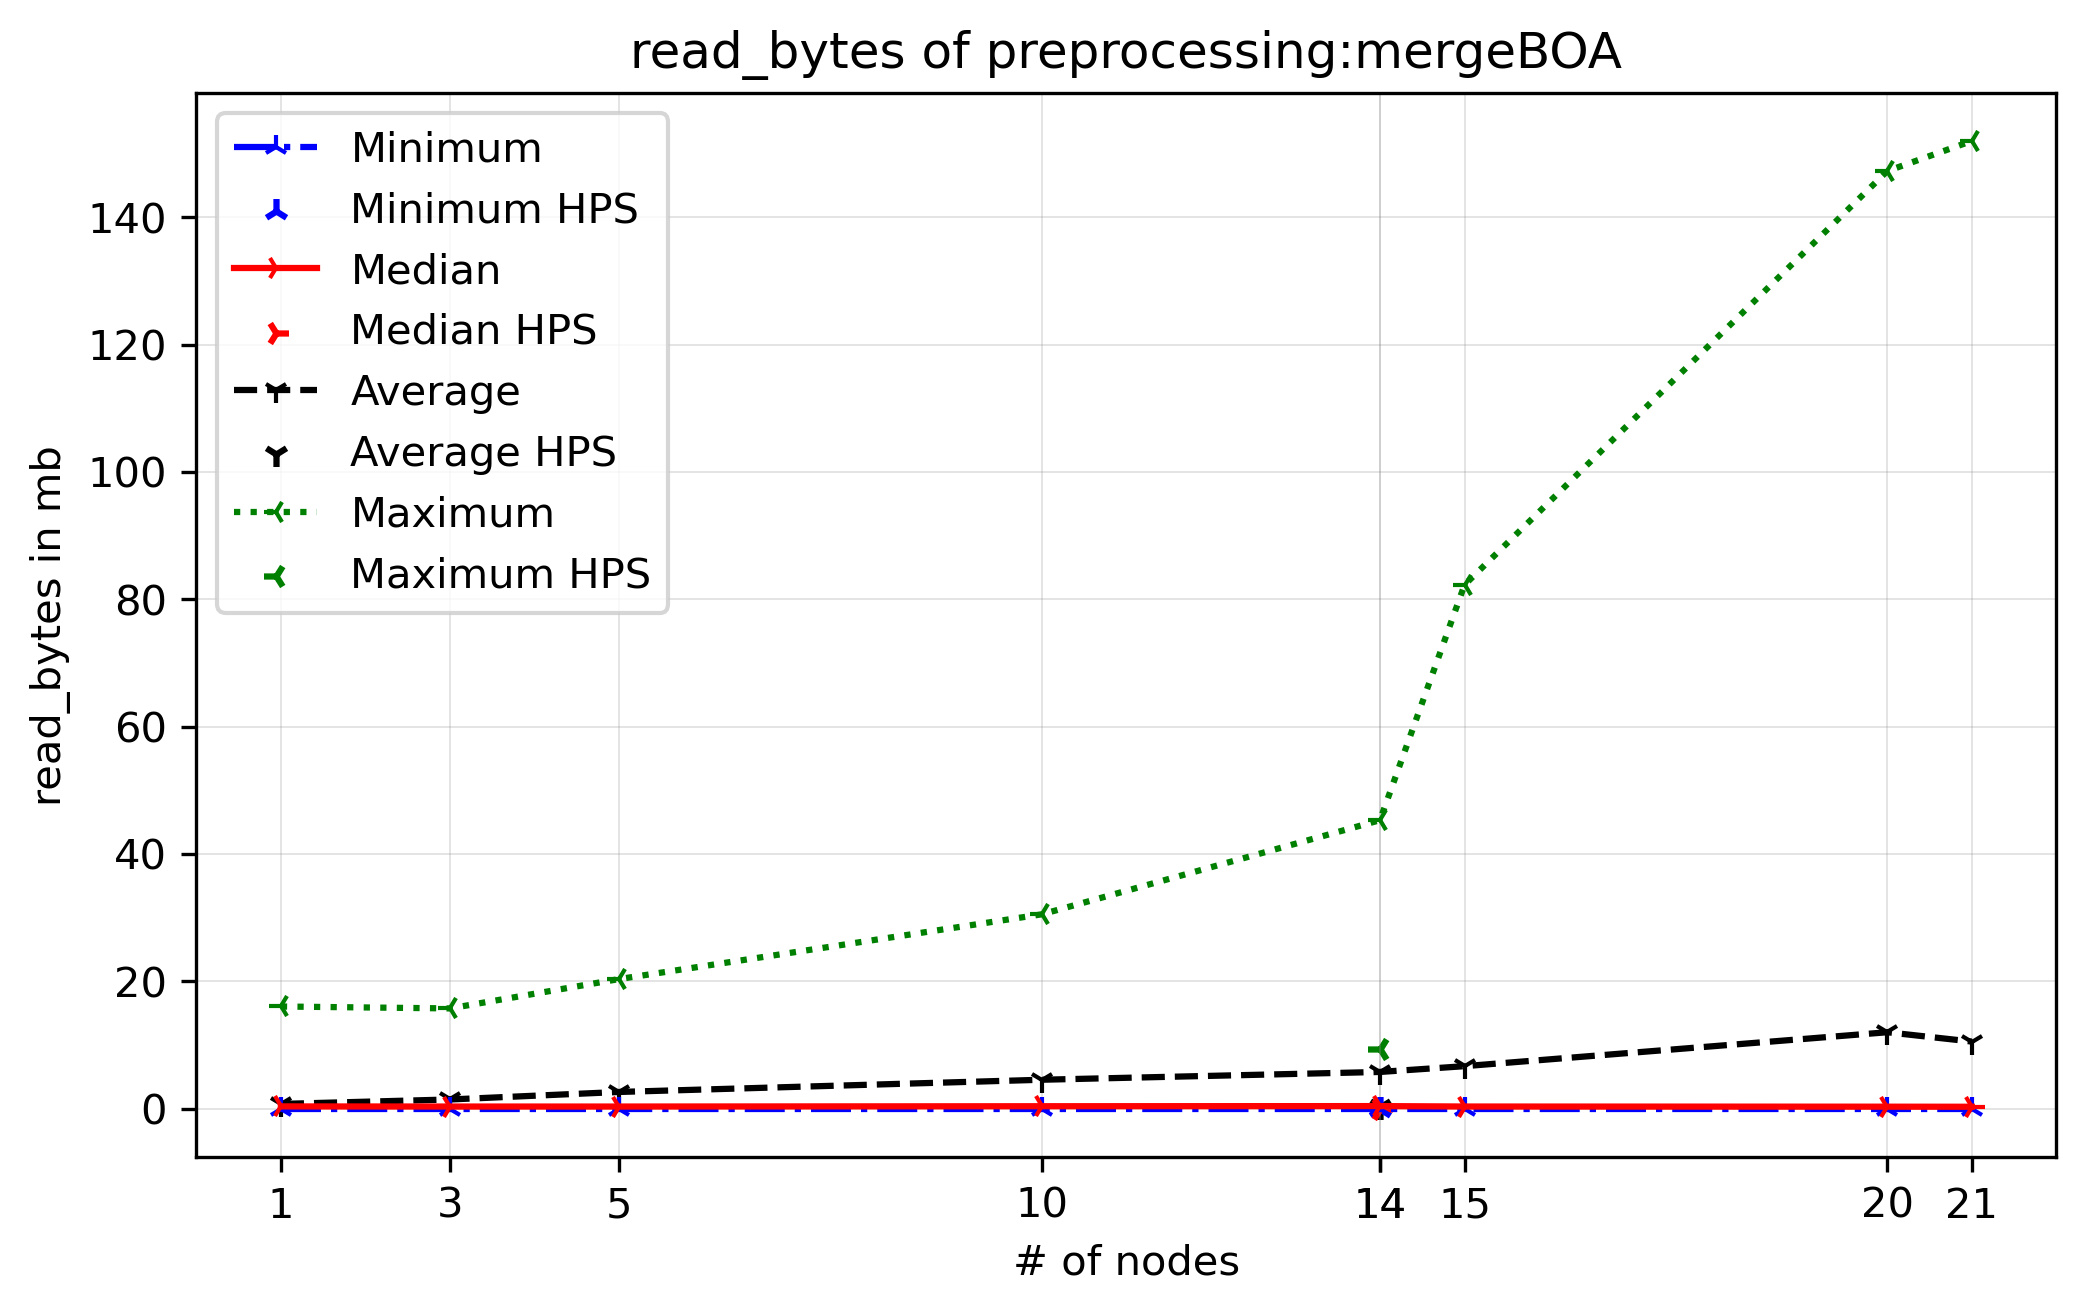 read_bytes of preprocessing:mergeBOA
Minimum
Minimum HPS
Median
Median HPS
Average
Average HPS
Maximum
Maximum HPS
read_bytes in mb
140
120
100
80
60
40
20
0
1 3 5 10 14 15 20 21
# of nodes